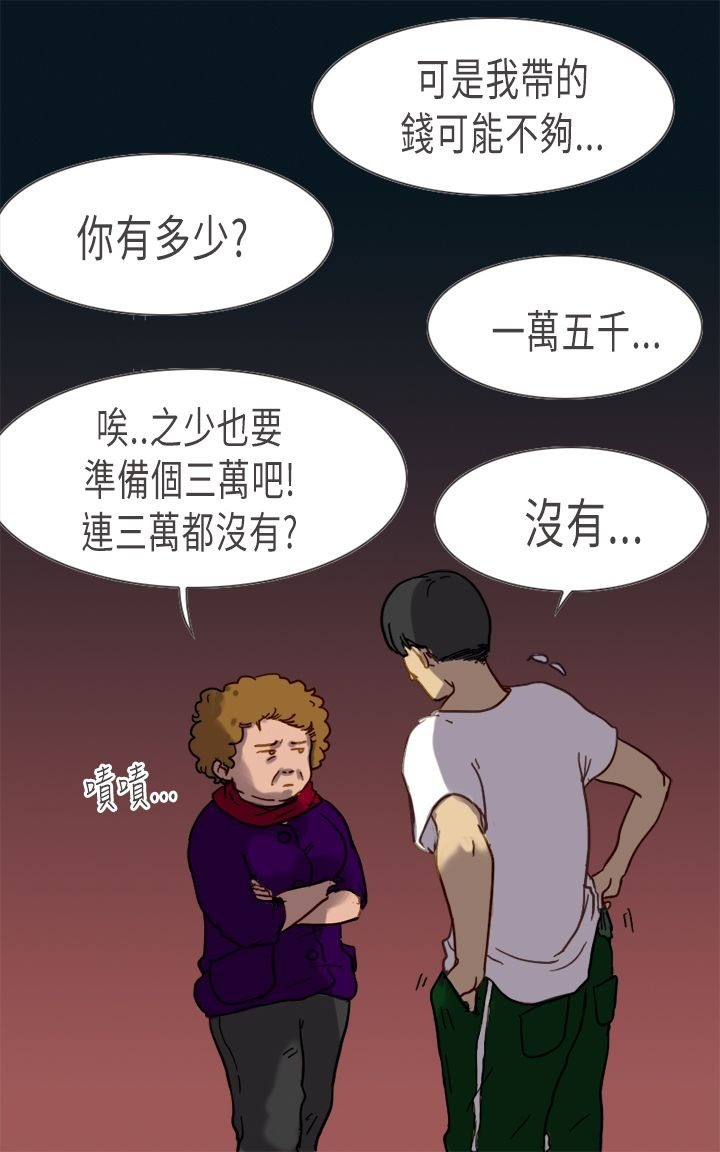 可是我帶的
錢可能不夠...
你有多少?
一萬五千...
唉..之少也要
準備個三萬吧!
連三萬都沒有?
沒有...
嘖嘖...